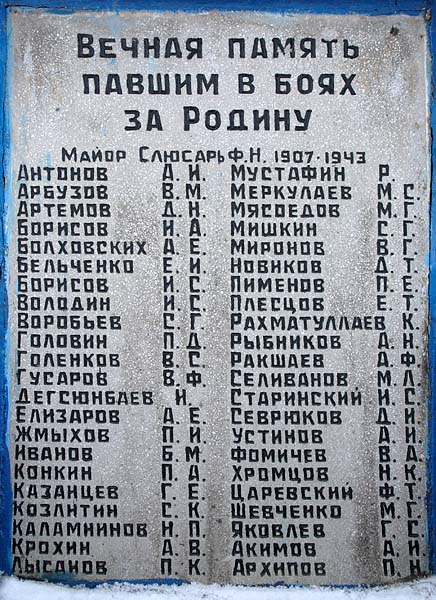 Вечная память
павшим в боях
за Родину
Майор Слюсарь Ф.Н. 1907-1943
Антонов А. И.
Арбузов В. М.
Артемов Д. Н.
Борисов Н. А.
Болховских А. Е.
Бельченко Е. И.
Борисов И. С.
Володин И. С.
Воробьев С. Г.
Головин П. Д.
Голенков В. С.
Гусаров В. Ф.
Дегсюнбаев И.
Елизаров А. Е.
Жмыхов П. И.
Иванов Б. М.
Конкин П. А.
Казанцев Г. Е.
Козлитин С. К.
Каламнинов Н. П.
Крохин А. В.
Лысанов П. К.
Мустафин Р.
Меркулаев М. С.
Мясоедов М. Г.
Мишкин С. Г.
Миронов В. Г.
Новиков Д. Т.
Пименов П. Е.
Плесцов Е. Т.
Рахматуллаев К.
Рыбников А. Н.
Ракшаев А. Ф.
Селиванов М. Л.
Старинский И. С.
Севрюков Д. И.
Устинов А. И.
Фомичев В. А.
Хромцов Н. К.
Царевский Ф. Т.
Шевченко М. Г.
Яковлев Г. С.
Акимов А. И.
Архипов П. Н.